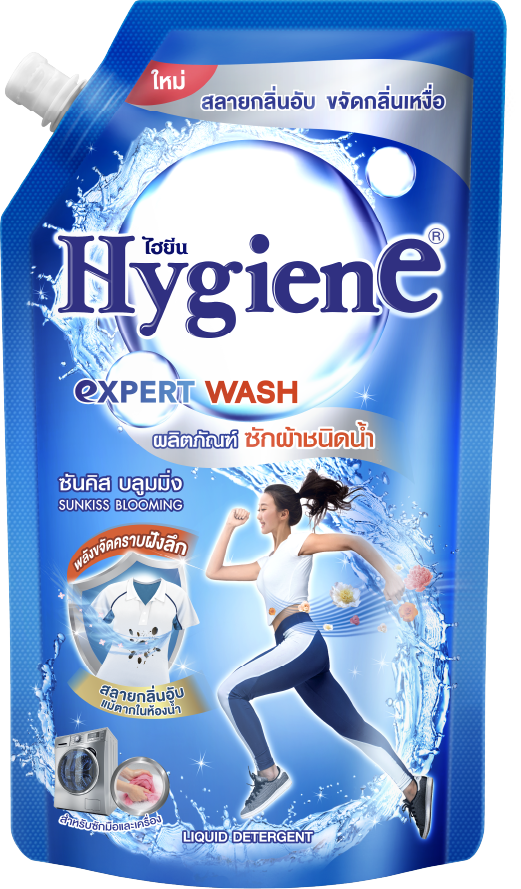 ใหม่
สลายกลิ่นอับ ขจัดกลิ่นเหงื่อ
ไฮยีน
Hygiene®
expert WASH
ผลิตภัณฑ์ ซักผ้าชนิดน้ำ
ซันคิส บลูมมิ่ง
SUNKISS BLOOMING
พลังขจัดคราบฝังลึก
สลายกลิ่นอับ
แม้ตากในห้องน้ำ
สำหรับซักมือและเครื่อง
LIQUID DETERGENT